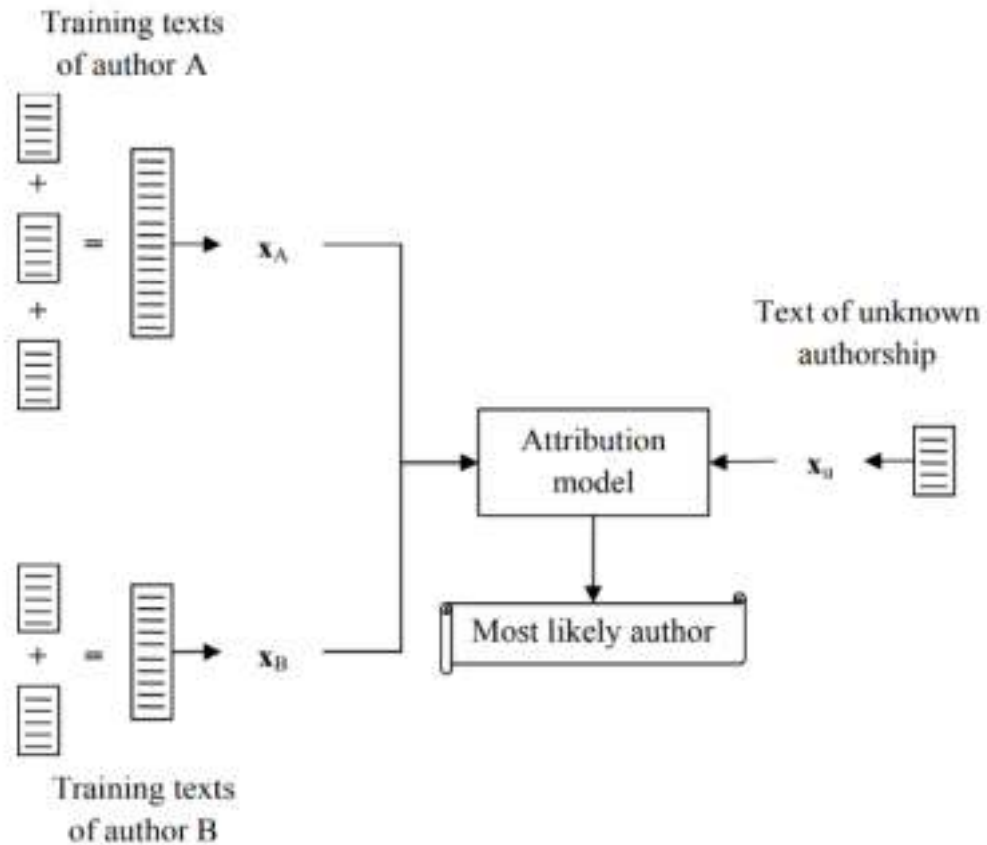 Training texts
of author A
+
=
+
x_A
Text of unknown
authorship
Attribution
model
x_u
Most likely author
+
=
x_B
Training texts
of author B